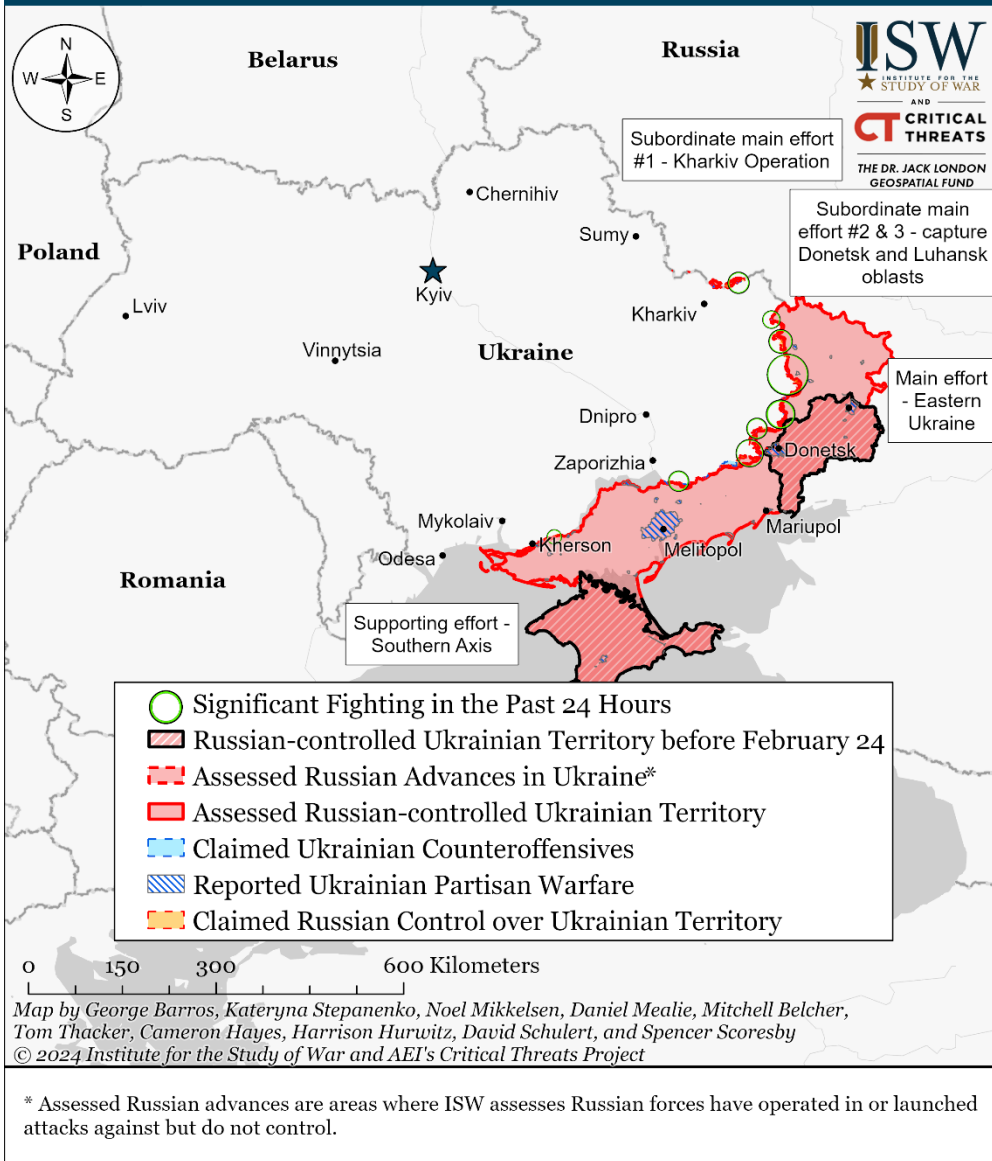 N
W
E
S
Belarus
Russia
ISW
INSTITUTE FOR THE
STUDY OF WAR
AND
CT CRITICAL
THREATS
THE DR. JACK LONDON
GEOSPATIAL FUND
Subordinate main effort
#1 - Kharkiv Operation
Subordinate main
effort #2 & 3 - capture
Donetsk and Luhansk
oblasts
Chernihiv
Sumy
Poland
Kyiv
Lviv
Kharkiv
Vinnytsia
Ukraine
Main effort
- Eastern
Ukraine
Dnipro
Donetsk
Zaporizhia
Mykolaiv
Mariupol
Kherson
Melitopol
Odesa
Romania
Supporting effort -
Southern Axis
Significant Fighting in the Past 24 Hours
Russian-controlled Ukrainian Territory before February 24
Assessed Russian Advances in Ukraine*
Assessed Russian-controlled Ukrainian Territory
Claimed Ukrainian Counteroffensives
Reported Ukrainian Partisan Warfare
Claimed Russian Control over Ukrainian Territory
0 150 300 600 Kilometers
Map by George Barros, Kateryna Stepanenko, Noel Mikkelsen, Daniel Mealie, Mitchell Belcher,
Tom Thacker, Cameron Hayes, Harrison Hurwitz, David Schulert, and Spencer Scoresby
© 2024 Institute for the Study of War and AEI's Critical Threats Project
* Assessed Russian advances are areas where ISW assesses Russian forces have operated in or launched
attacks against but do not control.